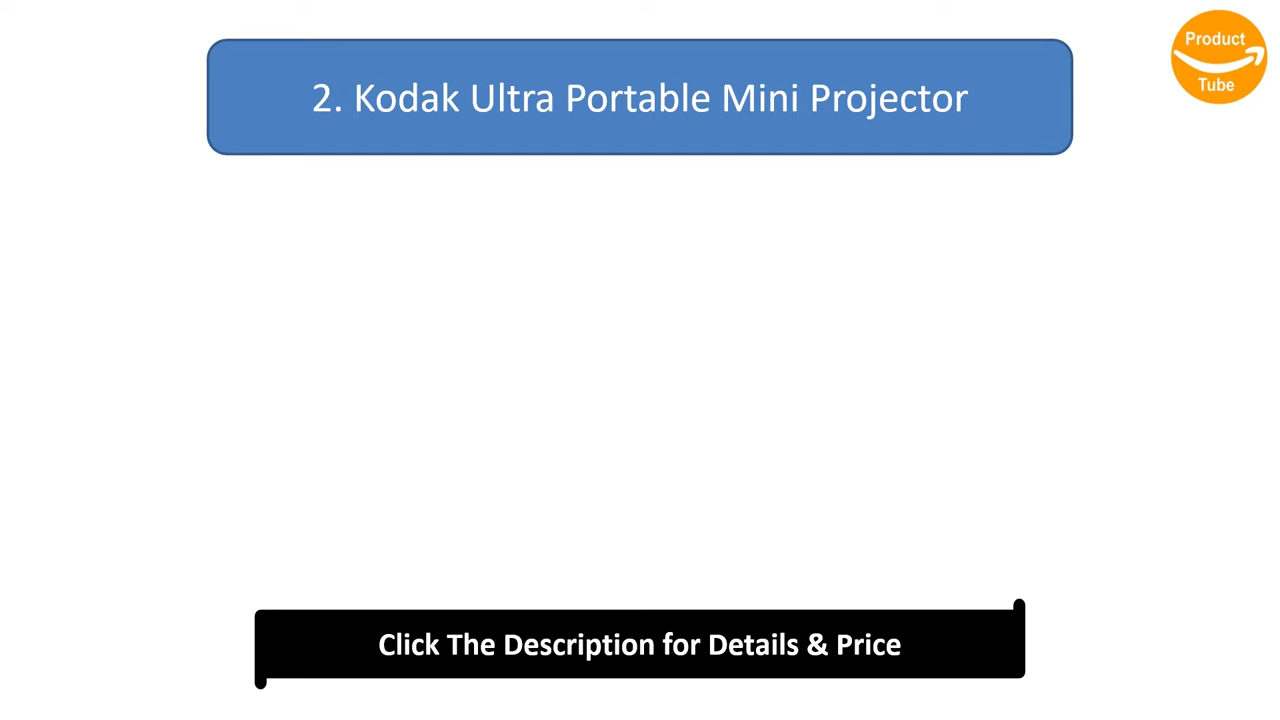 Product
Tube
2. Kodak Ultra Portable Mini Projector
Click The Description for Details & Price